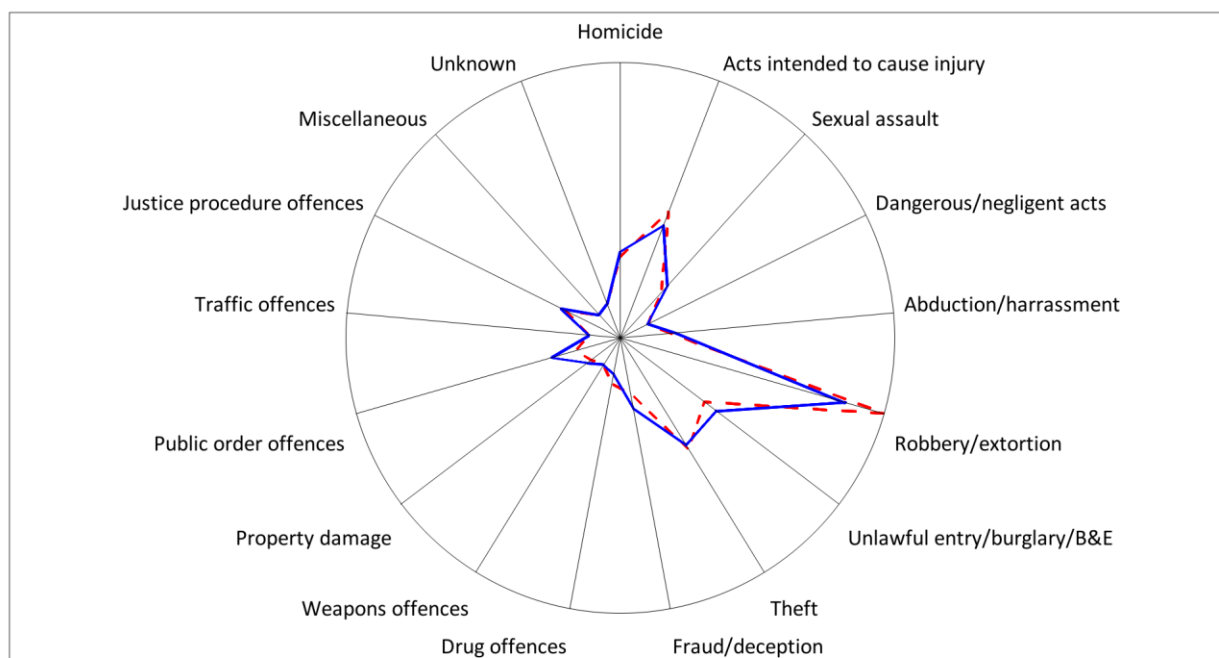 Homicide
Acts intended to cause injury
Sexual assault
Dangerous/negligent acts
Abduction/harrassment
Robbery/extortion
Unlawful entry/burglary/B&E
Theft
Fraud/deception
Drug offences
Weapons offences
Property damage
Public order offences
Traffic offences
Justice procedure offences
Miscellaneous
Unknown